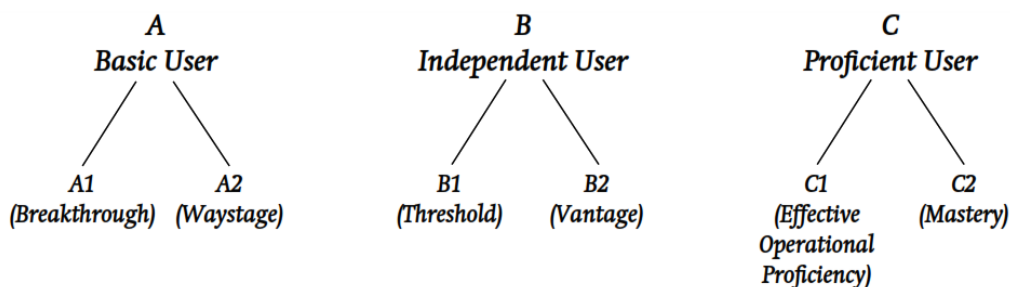 A
Basic User
B
Independent User
C
Proficient User
A1
(Breakthrough)
A2
(Waystage)
B1
(Threshold)
B2
(Vantage)
C1
(Effective
Operational
Proficiency)
C2
(Mastery)